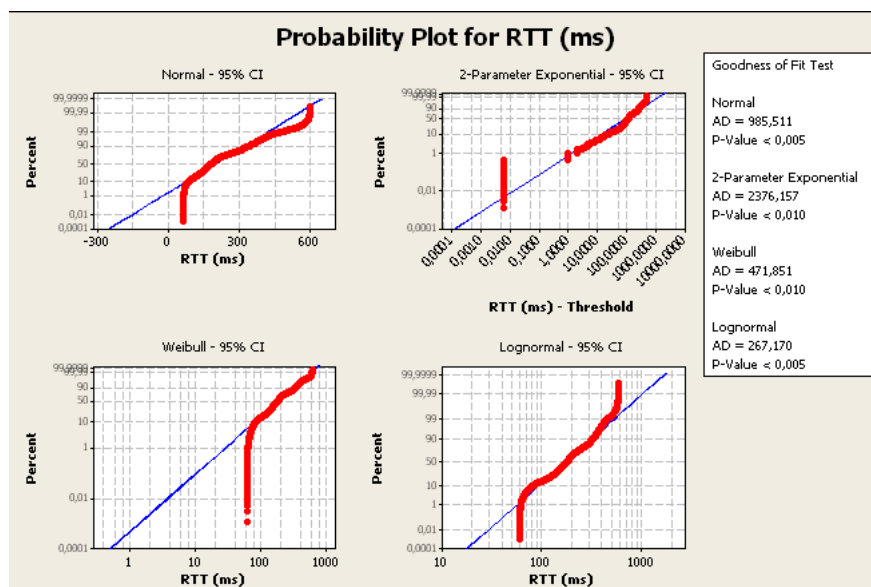 Probability Plot for RTT (ms)
Normal - 95% CI
99,9999
99,99
99
90
50
10
1
0,01
0,0001
Percent
-300
0
300
600
RTT (ms)
2-Parameter Exponential - 95% CI
99,9999
90
50
10
1
0,01
0,0001
Percent
0,0001
0,0010
0,0100
0,1000
1,0000
10,0000
100,0000
1000,0000
10000,0000
RTT (ms) - Threshold
Weibull - 95% CI
99,9999
90
50
10
1
0,01
0,0001
Percent
1
10
100
1000
RTT (ms)
Lognormal - 95% CI
99,9999
99,99
99
90
50
10
1
0,01
0,0001
Percent
10
100
1000
RTT (ms)
Goodness of Fit Test
Normal
AD = 985,511
P-Value < 0,005
2-Parameter Exponential
AD = 2376,157
P-Value < 0,010
Weibull
AD = 471,851
P-Value < 0,010
Lognormal
AD = 267,170
P-Value < 0,005